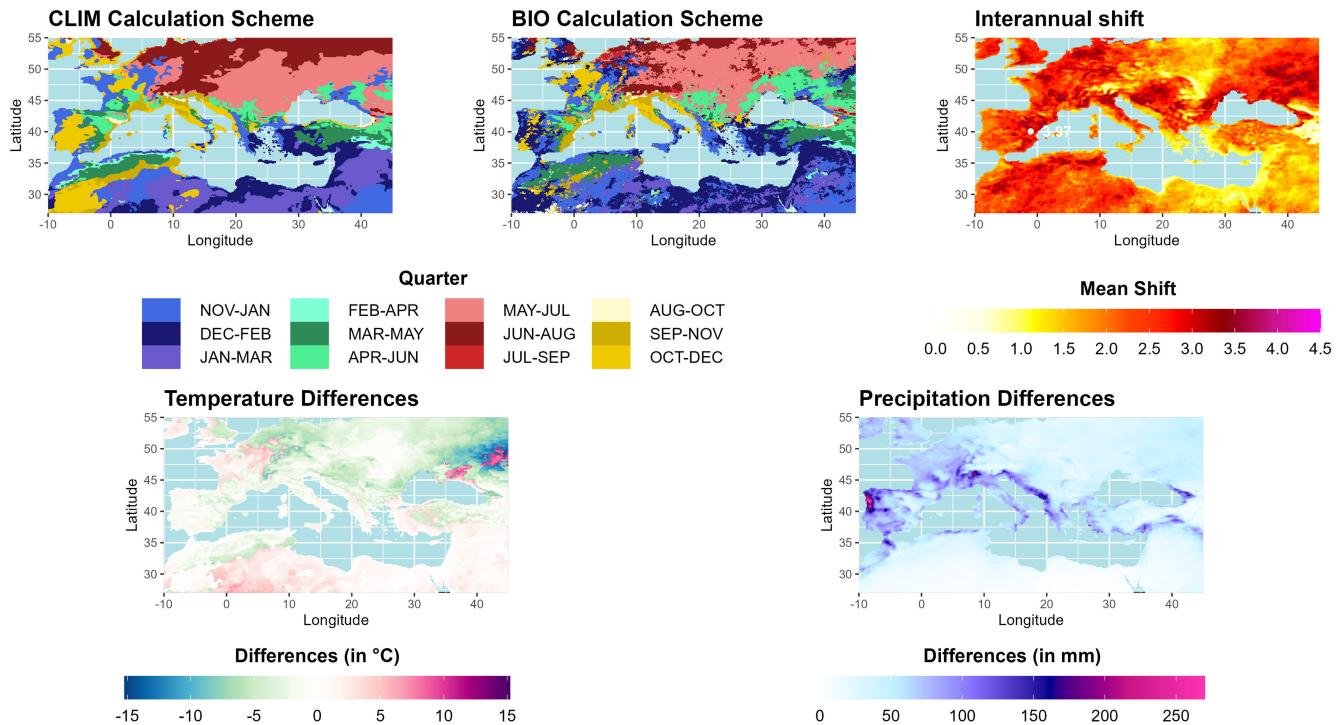 CLIM Calculation Scheme
BIO Calculation Scheme
Interannual shift
Latitude
55
50
45
40
35
30
-10
0
10
20
30
40
Longitude
Latitude
55
50
45
40
35
30
-10
0
10
20
30
40
Longitude
Latitude
55
50
45
40
35
30
-10
0
10
20
30
40
Longitude
Quarter
NOV-JAN
FEB-APR
MAY-JUL
AUG-OCT
DEC-FEB
MAR-MAY
JUN-AUG
SEP-NOV
JAN-MAR
APR-JUN
JUL-SEP
OCT-DEC
Mean Shift
0.0 0.5 1.0 1.5 2.0 2.5 3.0 3.5 4.0 4.5
Temperature Differences
Latitude
55
50
45
40
35
30
-10
0
10
20
30
40
Longitude
Differences (in °C)
-15 -10 -5 0 5 10 15
Precipitation Differences
Latitude
55
50
45
40
35
30
-10
0
10
20
30
40
Longitude
Differences (in mm)
0 50 100 150 200 250